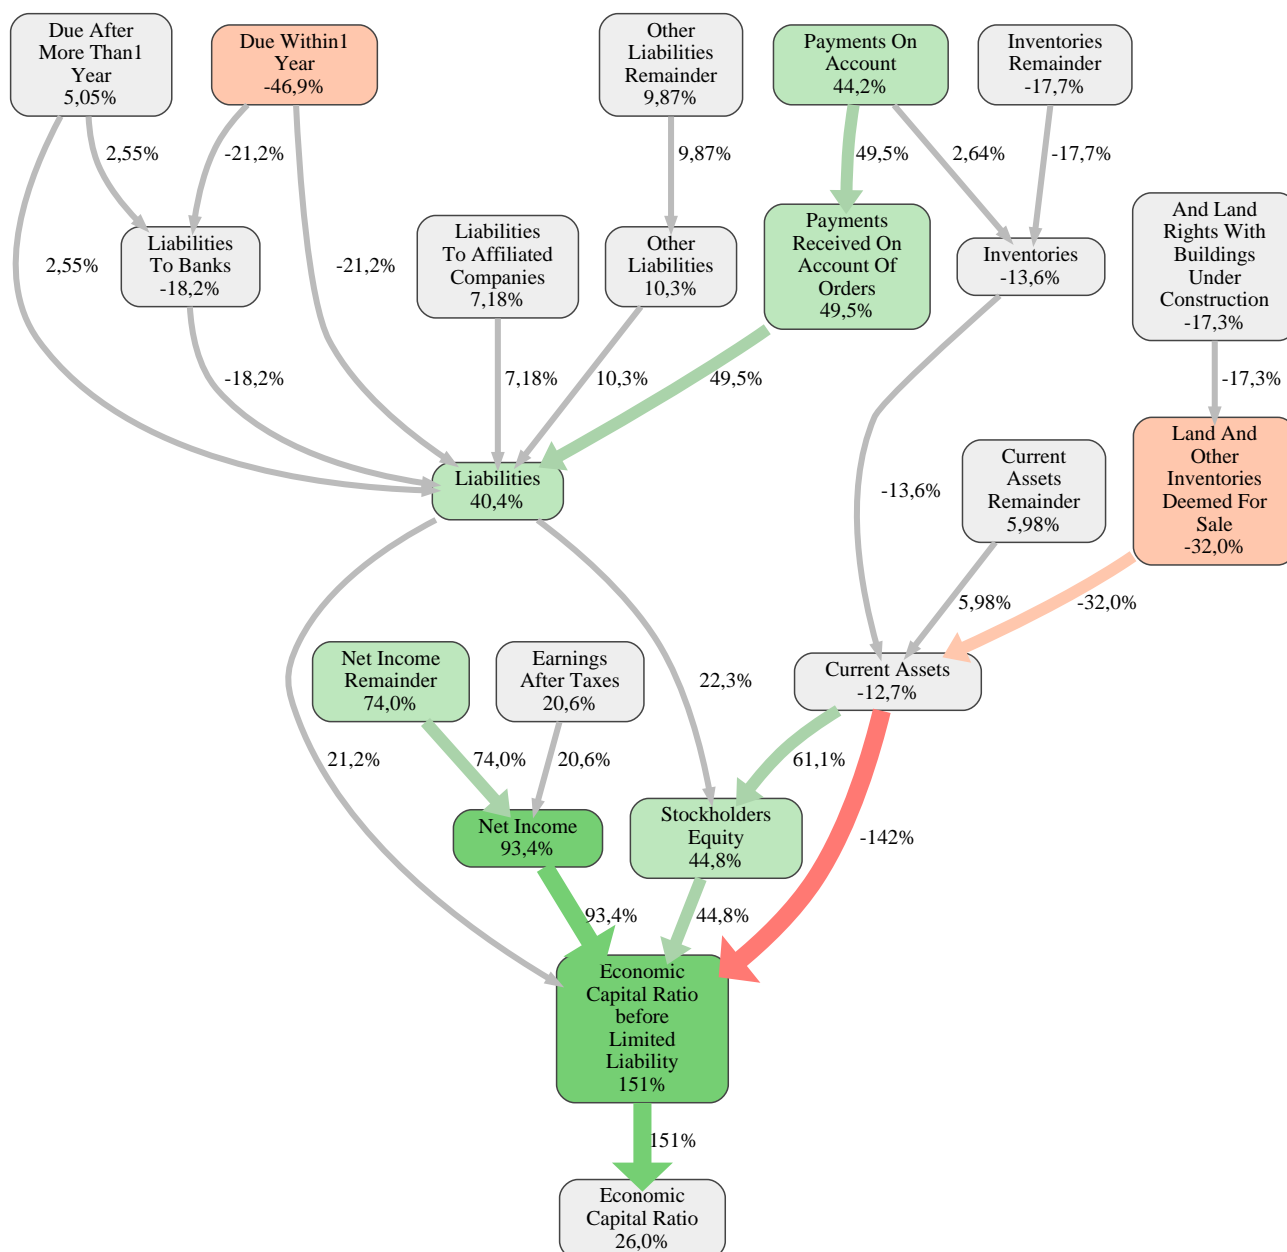 Due After
More Than1
Year
5,05%
Due Within1
Year
-46,9%
Other
Liabilities
Remainder
9,87%
Payments On
Account
44,2%
Inventories
Remainder
-17,7%
2,55%
-21,2%
9,87%
49,5%
2,64%
-17,7%
And Land
Rights With
Buildings
Under
Construction
-17,3%
Payments
Received On
Account Of
Orders
49,5%
Liabilities
To Affiliated
Companies
7,18%
Liabilities
To Banks
-18,2%
Other
Liabilities
10,3%
Inventories
-13,6%
2,55%
-21,2%
-18,2%
7,18%
10,3%
49,5%
-17,3%
Land And
Other
Inventories
Deemed For
Sale
-32,0%
Current
Assets
Remainder
5,98%
Liabilities
40,4%
-13,6%
5,98%
-32,0%
Net Income
Remainder
74,0%
Earnings
After Taxes
20,6%
Current Assets
-12,7%
22,3%
21,2%
74,0%
20,6%
61,1%
Net Income
93,4%
Stockholders
Equity
44,8%
-142%
93,4%
44,8%
Economic
Capital Ratio
before
Limited
Liability
151%
151%
Economic
Capital Ratio
26,0%